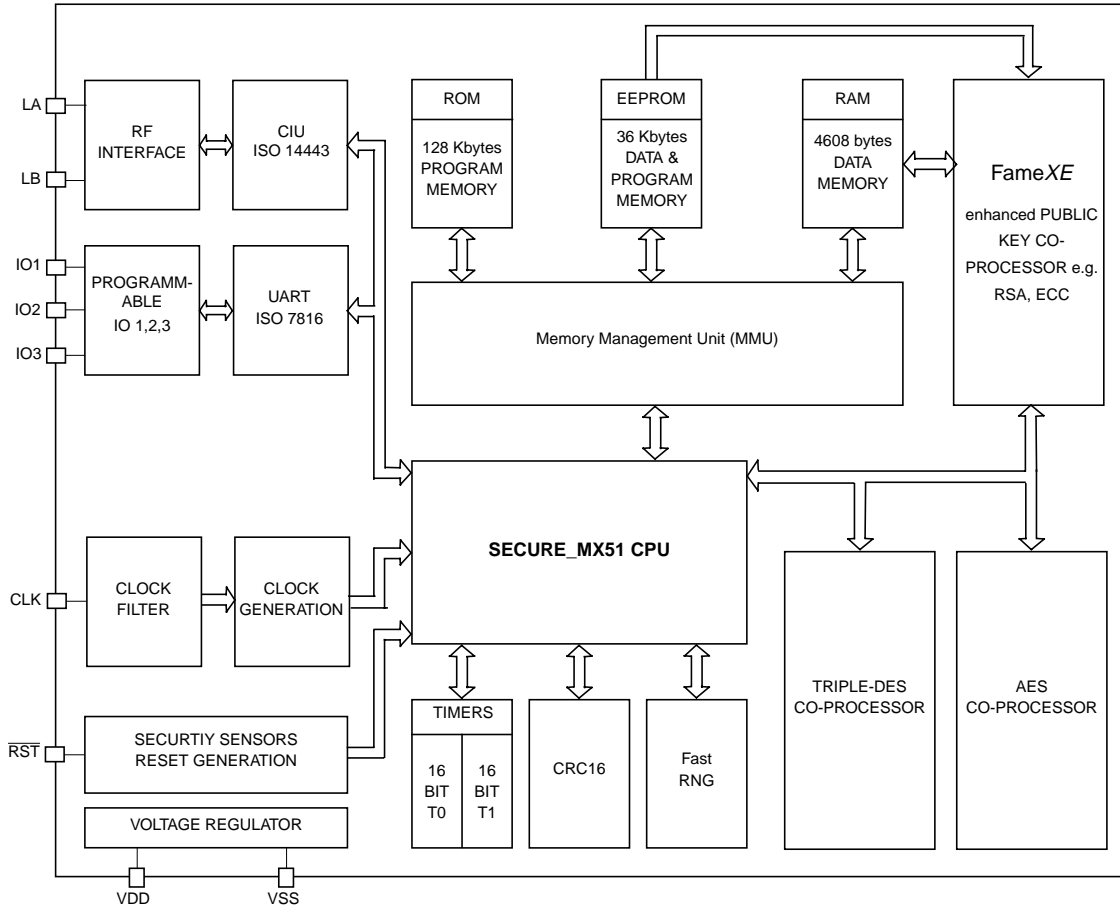 LA
LB
RF
INTERFACE
CIU
ISO 14443
ROM
128 Kbytes
PROGRAM
MEMORY
EEPROM
36 Kbytes
DATA &
PROGRAM
MEMORY
RAM
4608 bytes
DATA
MEMORY
FameXE
enhanced PUBLIC
KEY CO-
PROCESSOR e.g.
RSA, ECC
IO1
IO2
IO3
PROGRAMM-
ABLE
IO 1,2,3
UART
ISO 7816
Memory Management Unit (MMU)
SECURE_MX51 CPU
CLK
CLOCK
FILTER
CLOCK
GENERATION
RST
SECURTIY SENSORS
RESET GENERATION
VOLTAGE REGULATOR
VDD
VSS
TIMERS
16
BIT
T0
16
BIT
T1
CRC16
Fast
RNG
TRIPLE-DES
CO-PROCESSOR
AES
CO-PROCESSOR